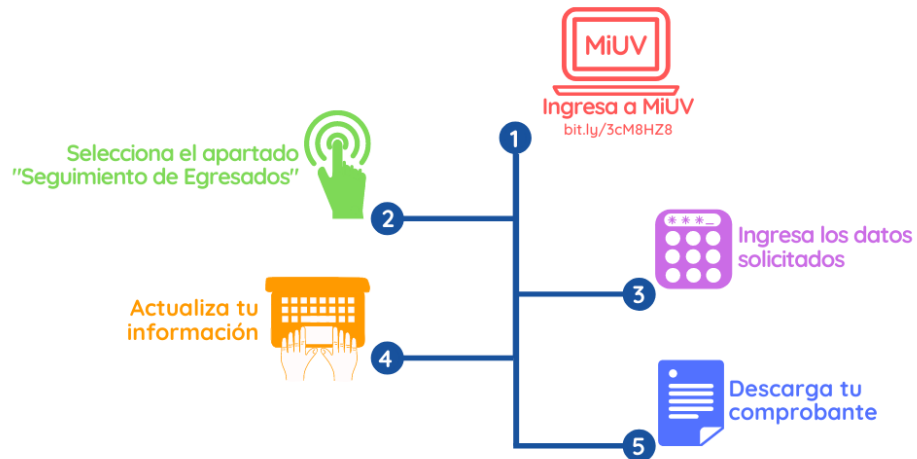 MiUV
Ingresa a MiUV
bit.ly/3cM8HZ8
1
Selecciona el apartado
"Seguimiento de Egresados"
2
* * * _
Ingresa los datos
solicitados
3
Actualiza tu
información
4
Descarga tu
comprobante
5